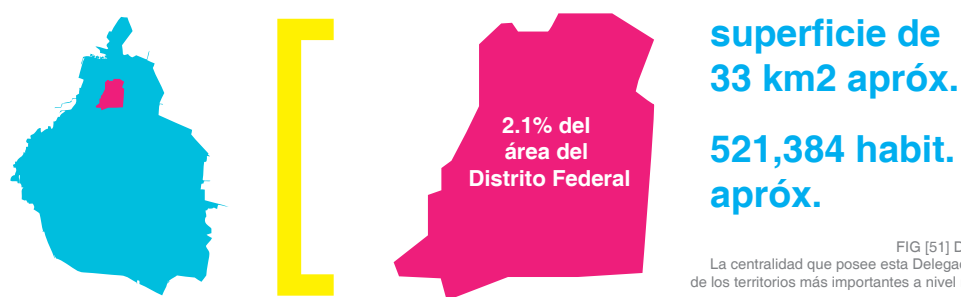 2.1% del
área del
Distrito Federal
superficie de
33 km2 apróx.
521,384 habit.
apróx.
FIG [51] D
La centralidad que posee esta Delega
de los territorios más importantes a nivel